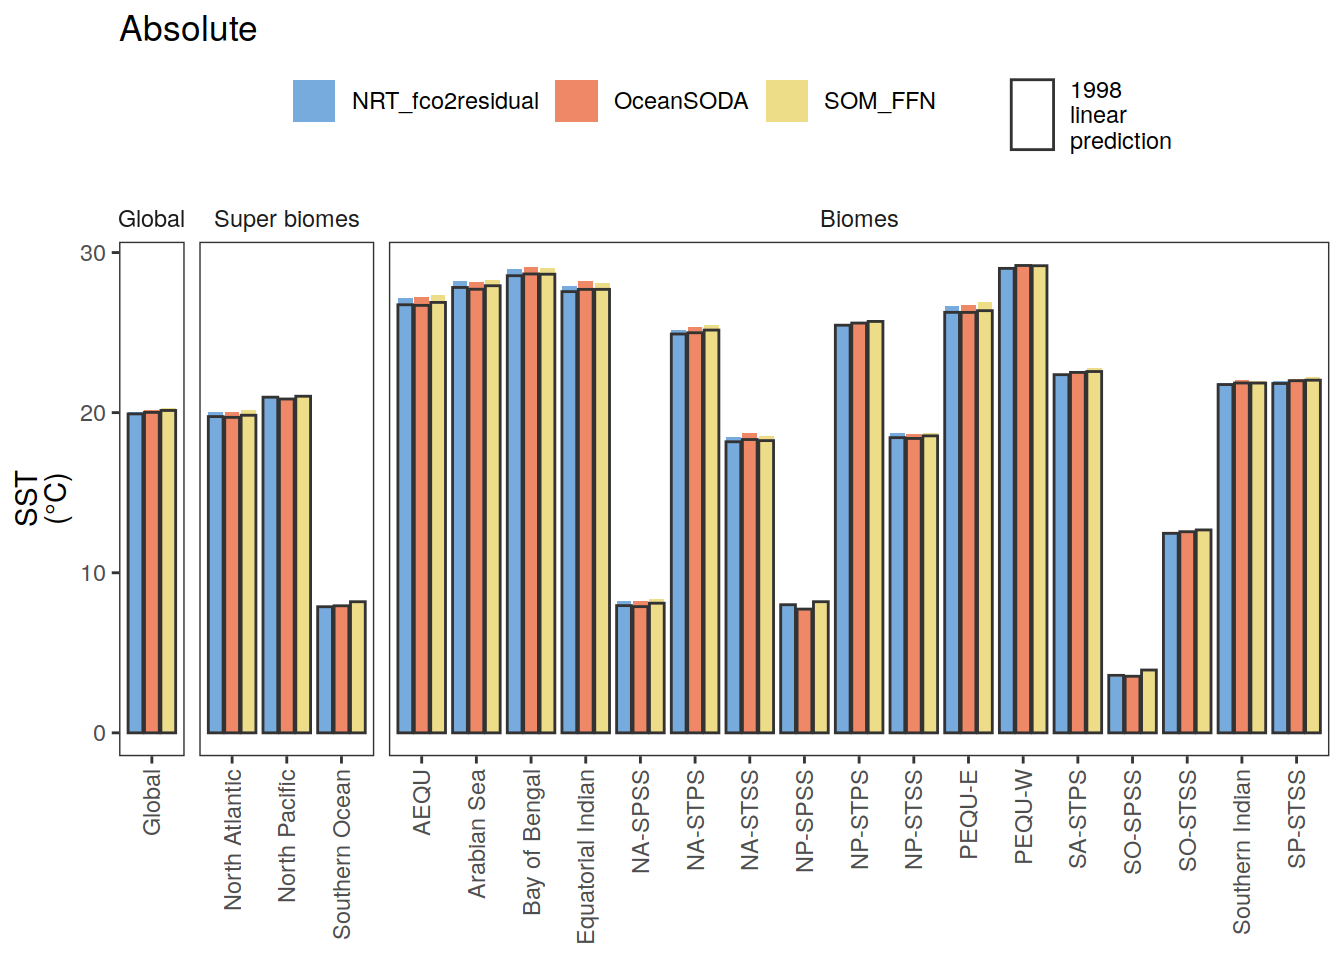 Absolute
NRT_fco2residual
OceanSODA
SOM_FFN
1998
linear
prediction
Global
Super biomes
Biomes
SST
(°C)
30
20
10
0
Global
North Atlantic
North Pacific
Southern Ocean
AEQU
Arabian Sea
Bay of Bengal
Equatorial Indian
NA-SPSS
NA-STPS
NA-STSS
NP-SPSS
NP-STPS
NP-STSS
PEQU-E
PEQU-W
SA-STPS
SO-SPSS
SO-STSS
Southern Indian
SP-STSS